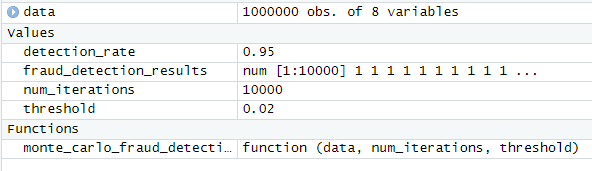 data 1000000 obs. of 8 variables
Values
detection_rate 0.95
fraud_detection_results num [1:10000] 1 1 1 1 1 1 1 1 1 1 ...
num_iterations 10000
threshold 0.02
Functions
monte_carlo_fraud_detecti… function (data, num_iterations, threshold)